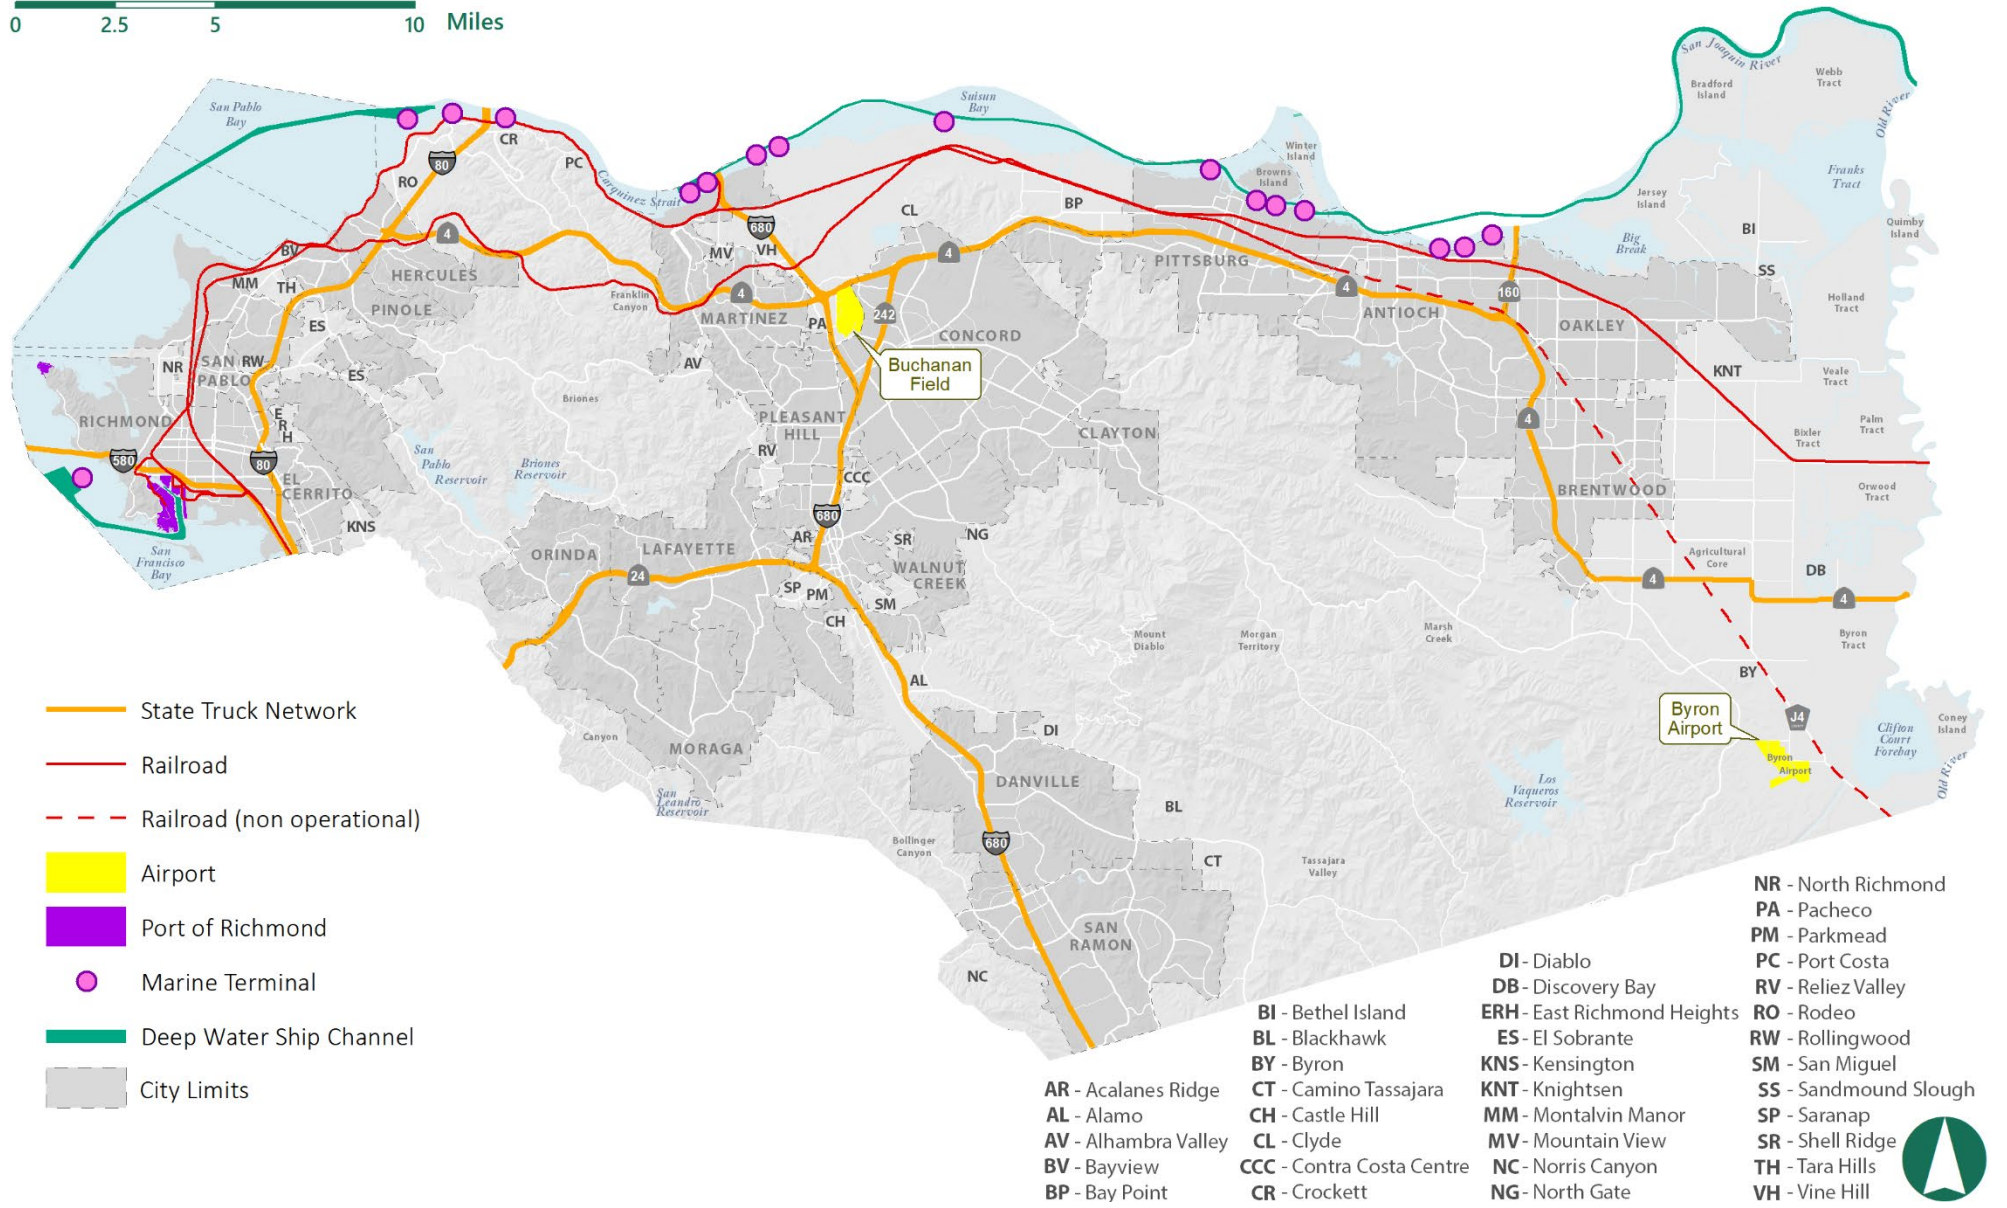 0 2.5 5 10 Miles
San Pablo
Bay
Suisun
Bay
San Joaquin River
Bradford
Island
Webb
Tract
Old River
CR
80
PC
RO
Carquinez Strait
Winter
Island
Browns
Island
Franks
Tract
Jersey
Island
Quimby
Island
CL
BP
BI
680
4
BV
MV
VH
4
Big
Break
HERCULES
PITTSBURG
SS
MM
TH
Franklin
Canyon
4
4
160
Holland
Tract
PINOLE
ES
MARTINEZ
PA
242
CONCORD
ANTIOCH
OAKLEY
NR
SAN
PABLO
RW
ES
AV
Buchanan
Field
KNT
Veale
Tract
Briones
RICHMOND
E
R
H
PLEASANT
HILL
CLAYTON
4
Bixler
Tract
Palm
Tract
580
80
San
Pablo
Reservoir
Briones
Reservoir
RV
CCC
EL
CERRITO
BRENTWOOD
Orwood
Tract
KNS
680
San
Francisco
Bay
ORINDA
LAFAYETTE
AR
SR
NG
WALNUT
CREEK
Agricultural
Core
24
SP
PM
SM
4
DB
4
CH
Mount
Diablo
Morgan
Territory
Marsh
Creek
Byron
Tract
AL
BY
Byron
Airport
J4
Canyon
MORAGA
DI
Clifton
Court
Forebay
Coney
Island
Byron
Airport
Old River
DANVILLE
San
Leandro
Reservoir
BL
Los
Vaqueros
Reservoir
Bollinger
Canyon
680
CT
Tassajara
Valley
SAN
RAMON
NC
State Truck Network
Railroad
Railroad (non operational)
Airport
Port of Richmond
Marine Terminal
Deep Water Ship Channel
City Limits
AR - Acalanes Ridge
AL - Alamo
AV - Alhambra Valley
BV - Bayview
BP - Bay Point
BI - Bethel Island
BL - Blackhawk
BY - Byron
CT - Camino Tassajara
CH - Castle Hill
CL - Clyde
CCC - Contra Costa Centre
CR - Crockett
DI - Diablo
DB - Discovery Bay
ERH - East Richmond Heights
ES - El Sobrante
KNS - Kensington
KNT - Knightsen
MM - Montalvin Manor
MV - Mountain View
NC - Norris Canyon
NG - North Gate
NR - North Richmond
PA - Pacheco
PM - Parkmead
PC - Port Costa
RV - Reliez Valley
RO - Rodeo
RW - Rollingwood
SM - San Miguel
SS - Sandmound Slough
SP - Saranap
SR - Shell Ridge
TH - Tara Hills
VH - Vine Hill